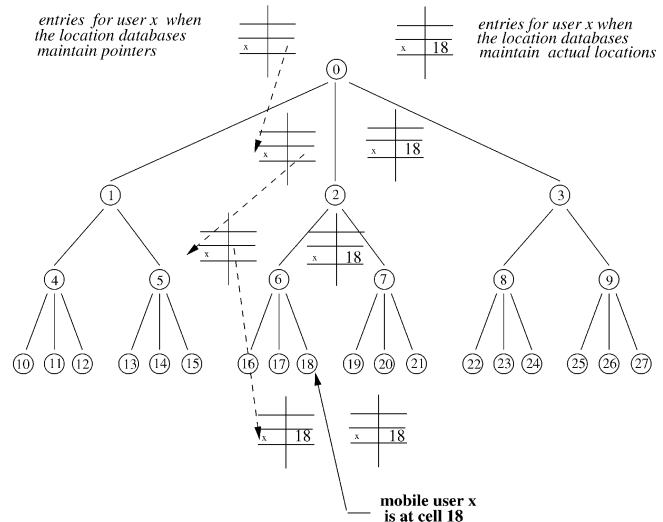 entries for user x when
the location databases
maintain pointers
x
entries for user x when
the location databases
maintain actual locations
x 18
0
x
x 18
1
2
3
x
x 18
4
5
6
7
8
9
10 11 12 13 14 15 16 17 18 19 20 21 22 23 24 25 26 27
x 18
x 18
mobile user x
is at cell 18